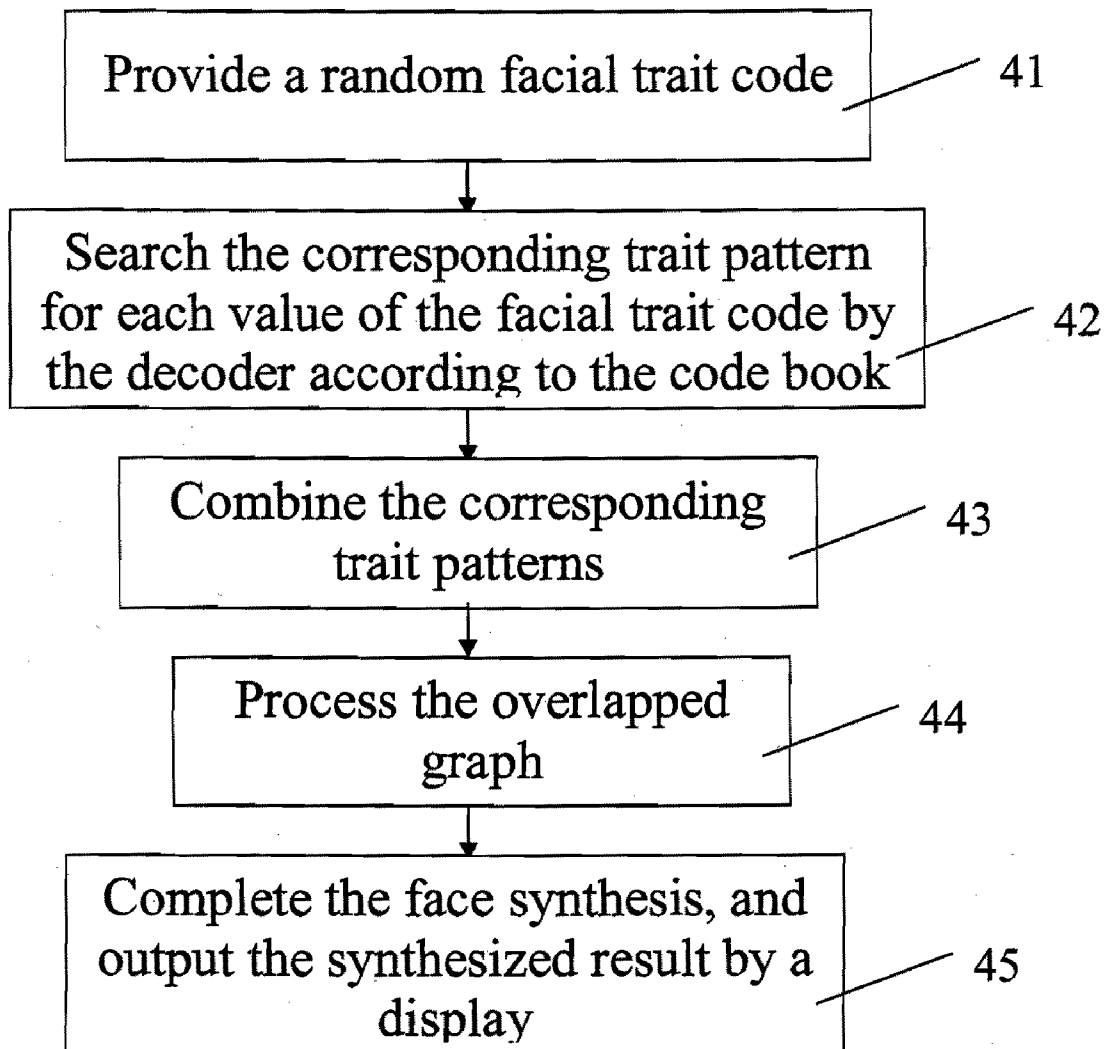 Provide a random facial trait code
41
Search the corresponding trait pattern
for each value of the facial trait code by
the decoder according to the code book
42
Combine the corresponding
trait patterns
43
Process the overlapped
graph
44
Complete the face synthesis, and
output the synthesized result by a
display
45